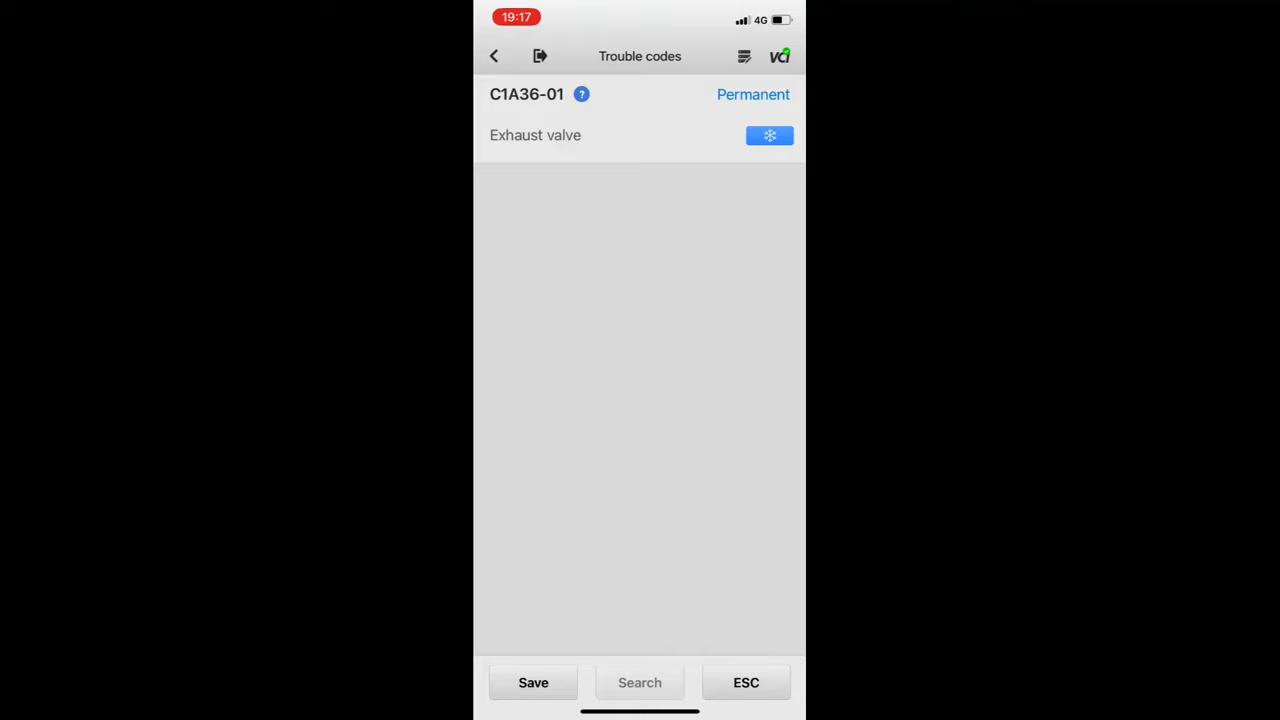 19:17
4G
Trouble codes
VCI
C1A36-01 ?
Permanent
Exhaust valve
Save
Search
ESC